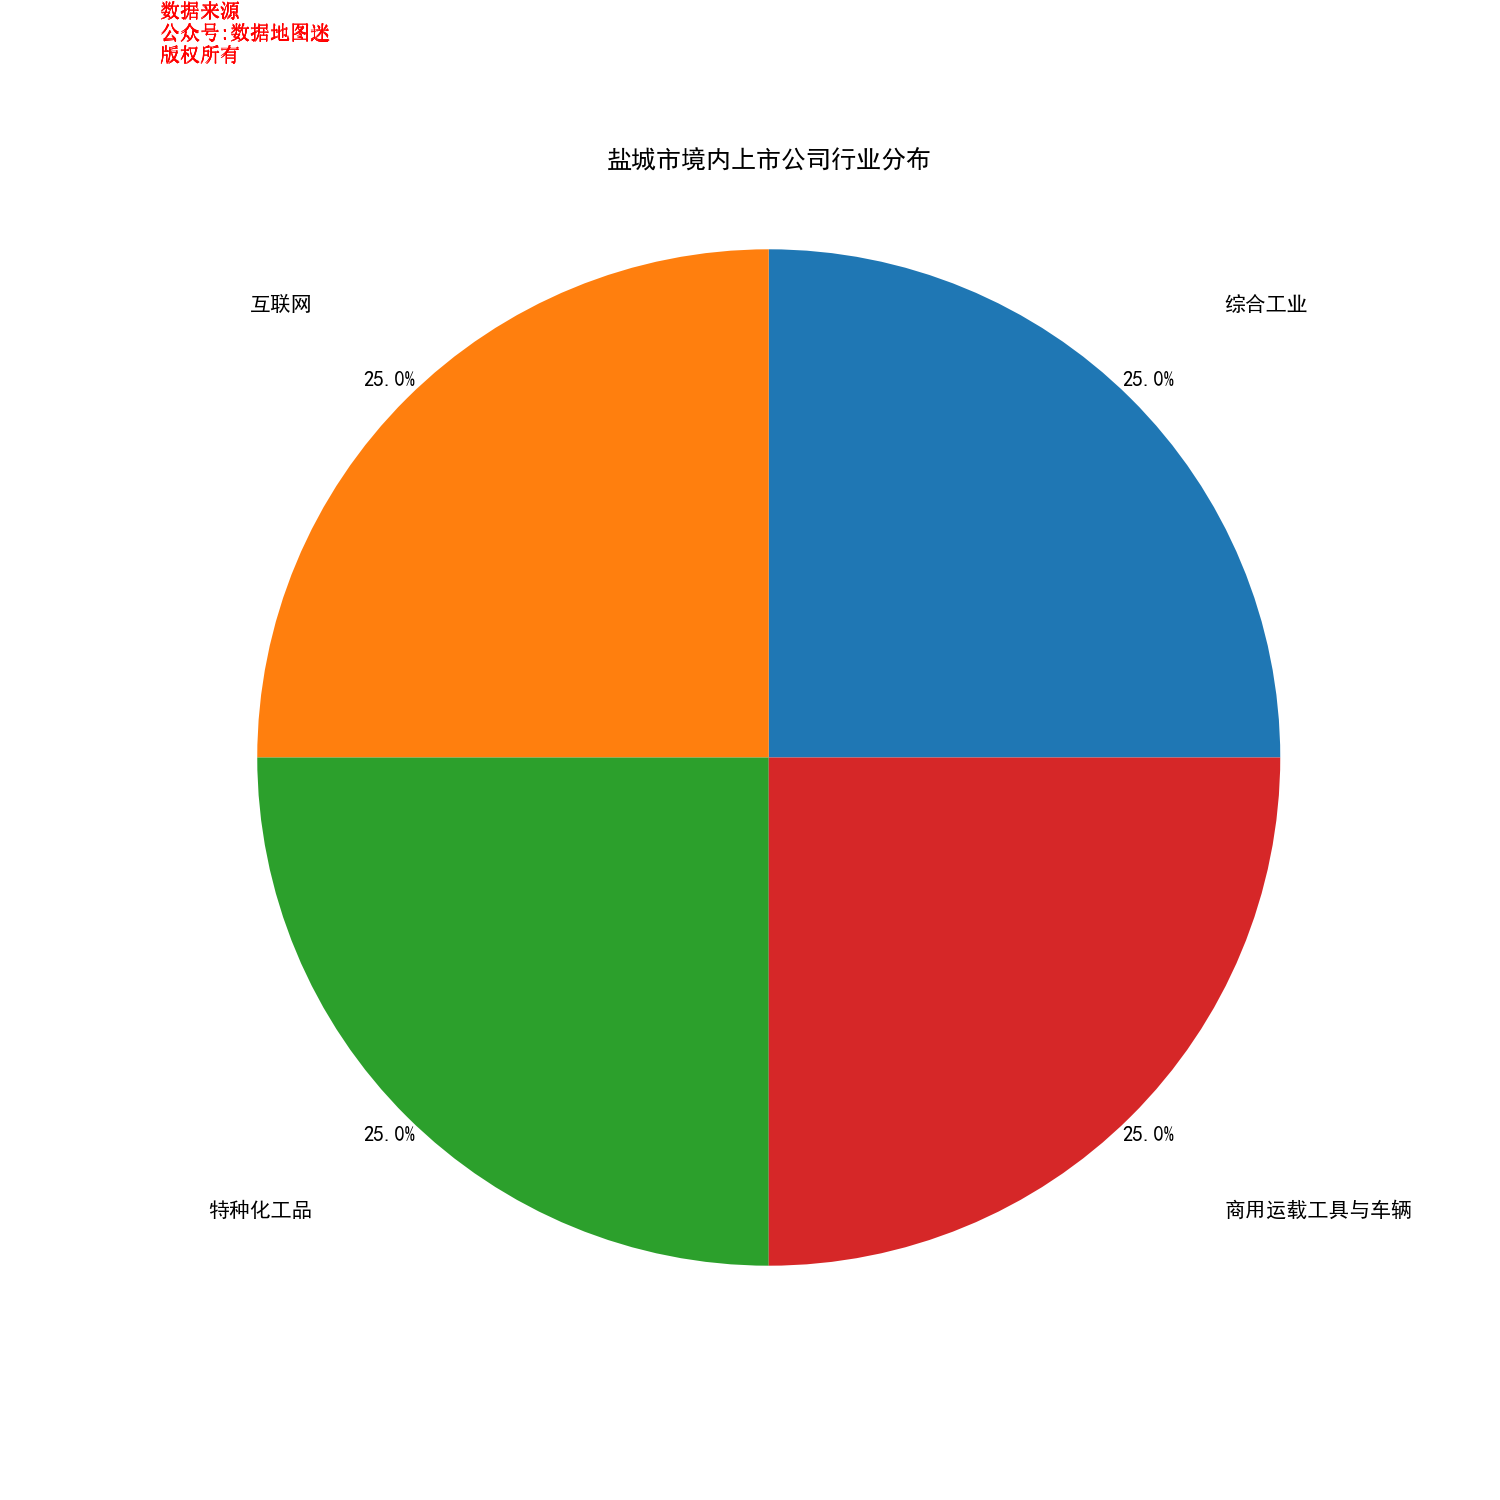 数据来源
公众号:数据地图迷
版权所有
盐城市境内上市公司行业分布
互联网
综合工业
25.0%
25.0%
25.0%
25.0%
特种化工品
商用运载工具与车辆